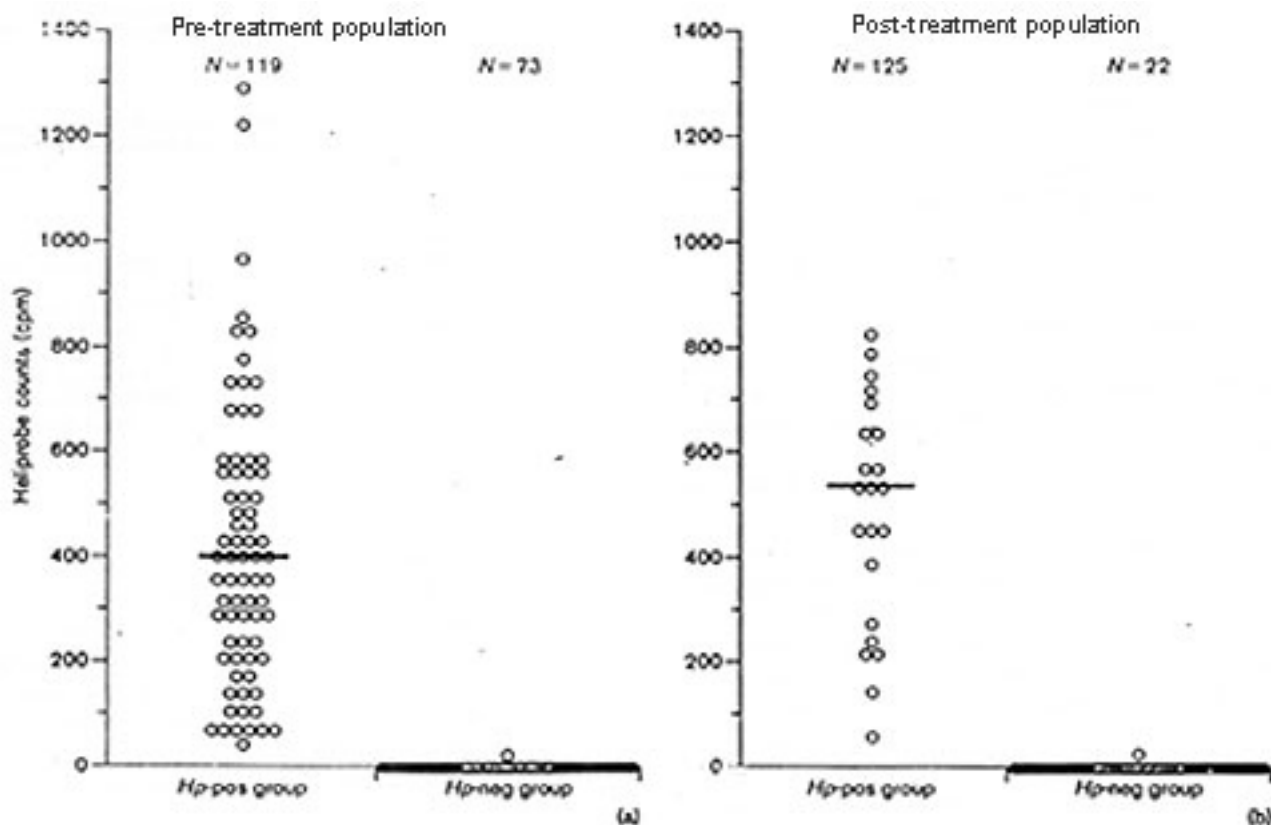 Pre-treatment population
N = 119
N = 73
1400
1200
1000
800
600
400
200
0
Heliprobe counts (cpm)
Hp-pos group
Hp-neg group
(a)
Post-treatment population
N = 125
N = 22
1400
1200
1000
800
600
400
200
0
Hp-pos group
Hp-neg group
(b)